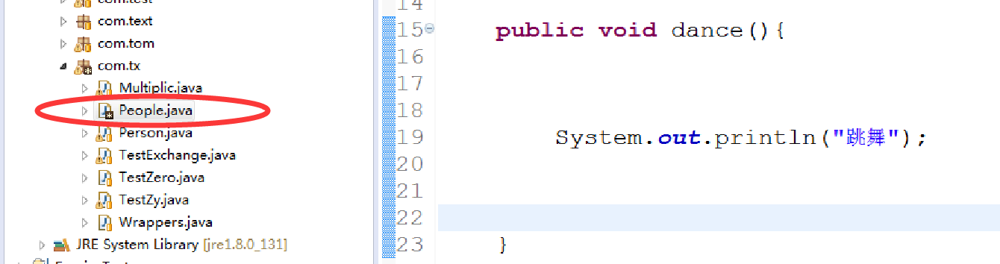 com.test
com.text
com.tom
com.tx
Multiplic.java
People.java
Person.java
TestExchange.java
TestZero.java
TestZy.java
Wrappers.java
JRE System Library [jre1.8.0_131]
14
15 public void dance(){
16
17
18
19 System.out.println("跳舞");
20
21
22
23 }